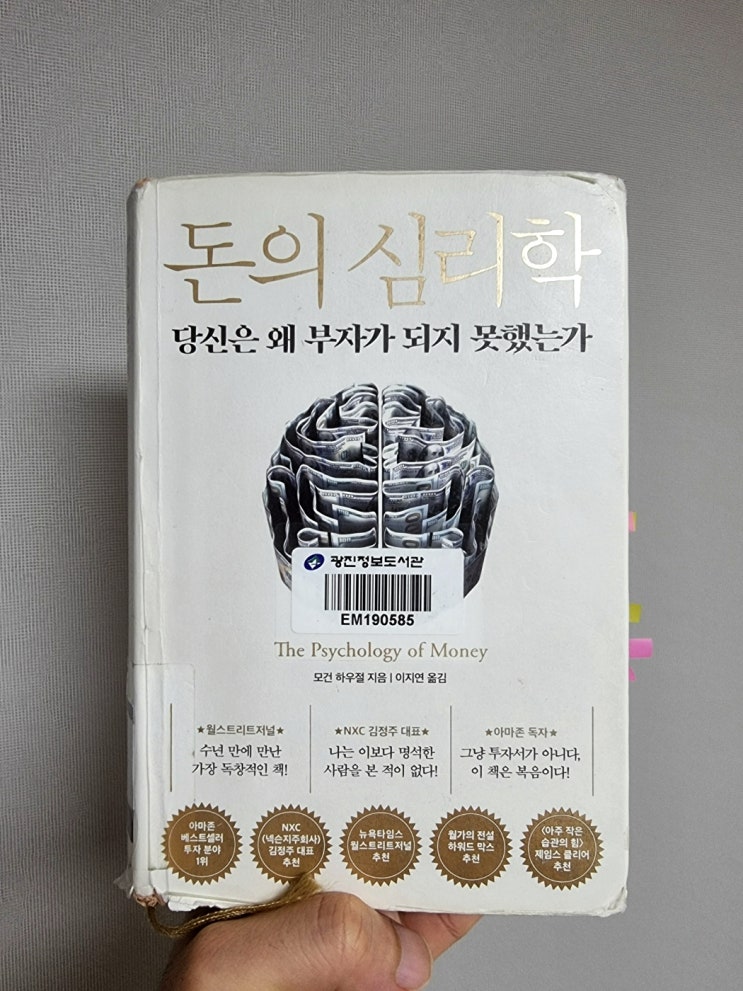 돈의 심리학
당신은 왜 부자가 되지 못했는가
광진정보도서관
EM190585
The Psychology of Money
모건 하우절 지음 | 이지연 옮김
★월스트리트저널★
수년 만에 만난
가장 독창적인 책!
★NXC 김정주 대표★
나는 이보다 명석한
사람을 본 적이 없다!
★아마존 독자★
그냥 투자서가 아니다,
이 책은 복음이다!
아마존
베스트셀러
투자 분야
1위
NXC
(넥슨지주회사)
김정주 대표
추천
뉴욕타임스
월스트리트저널
추천
월가의 전설
하워드 막스
추천
〈아주 작은
습관의 힘〉
제임스 클리어
추천